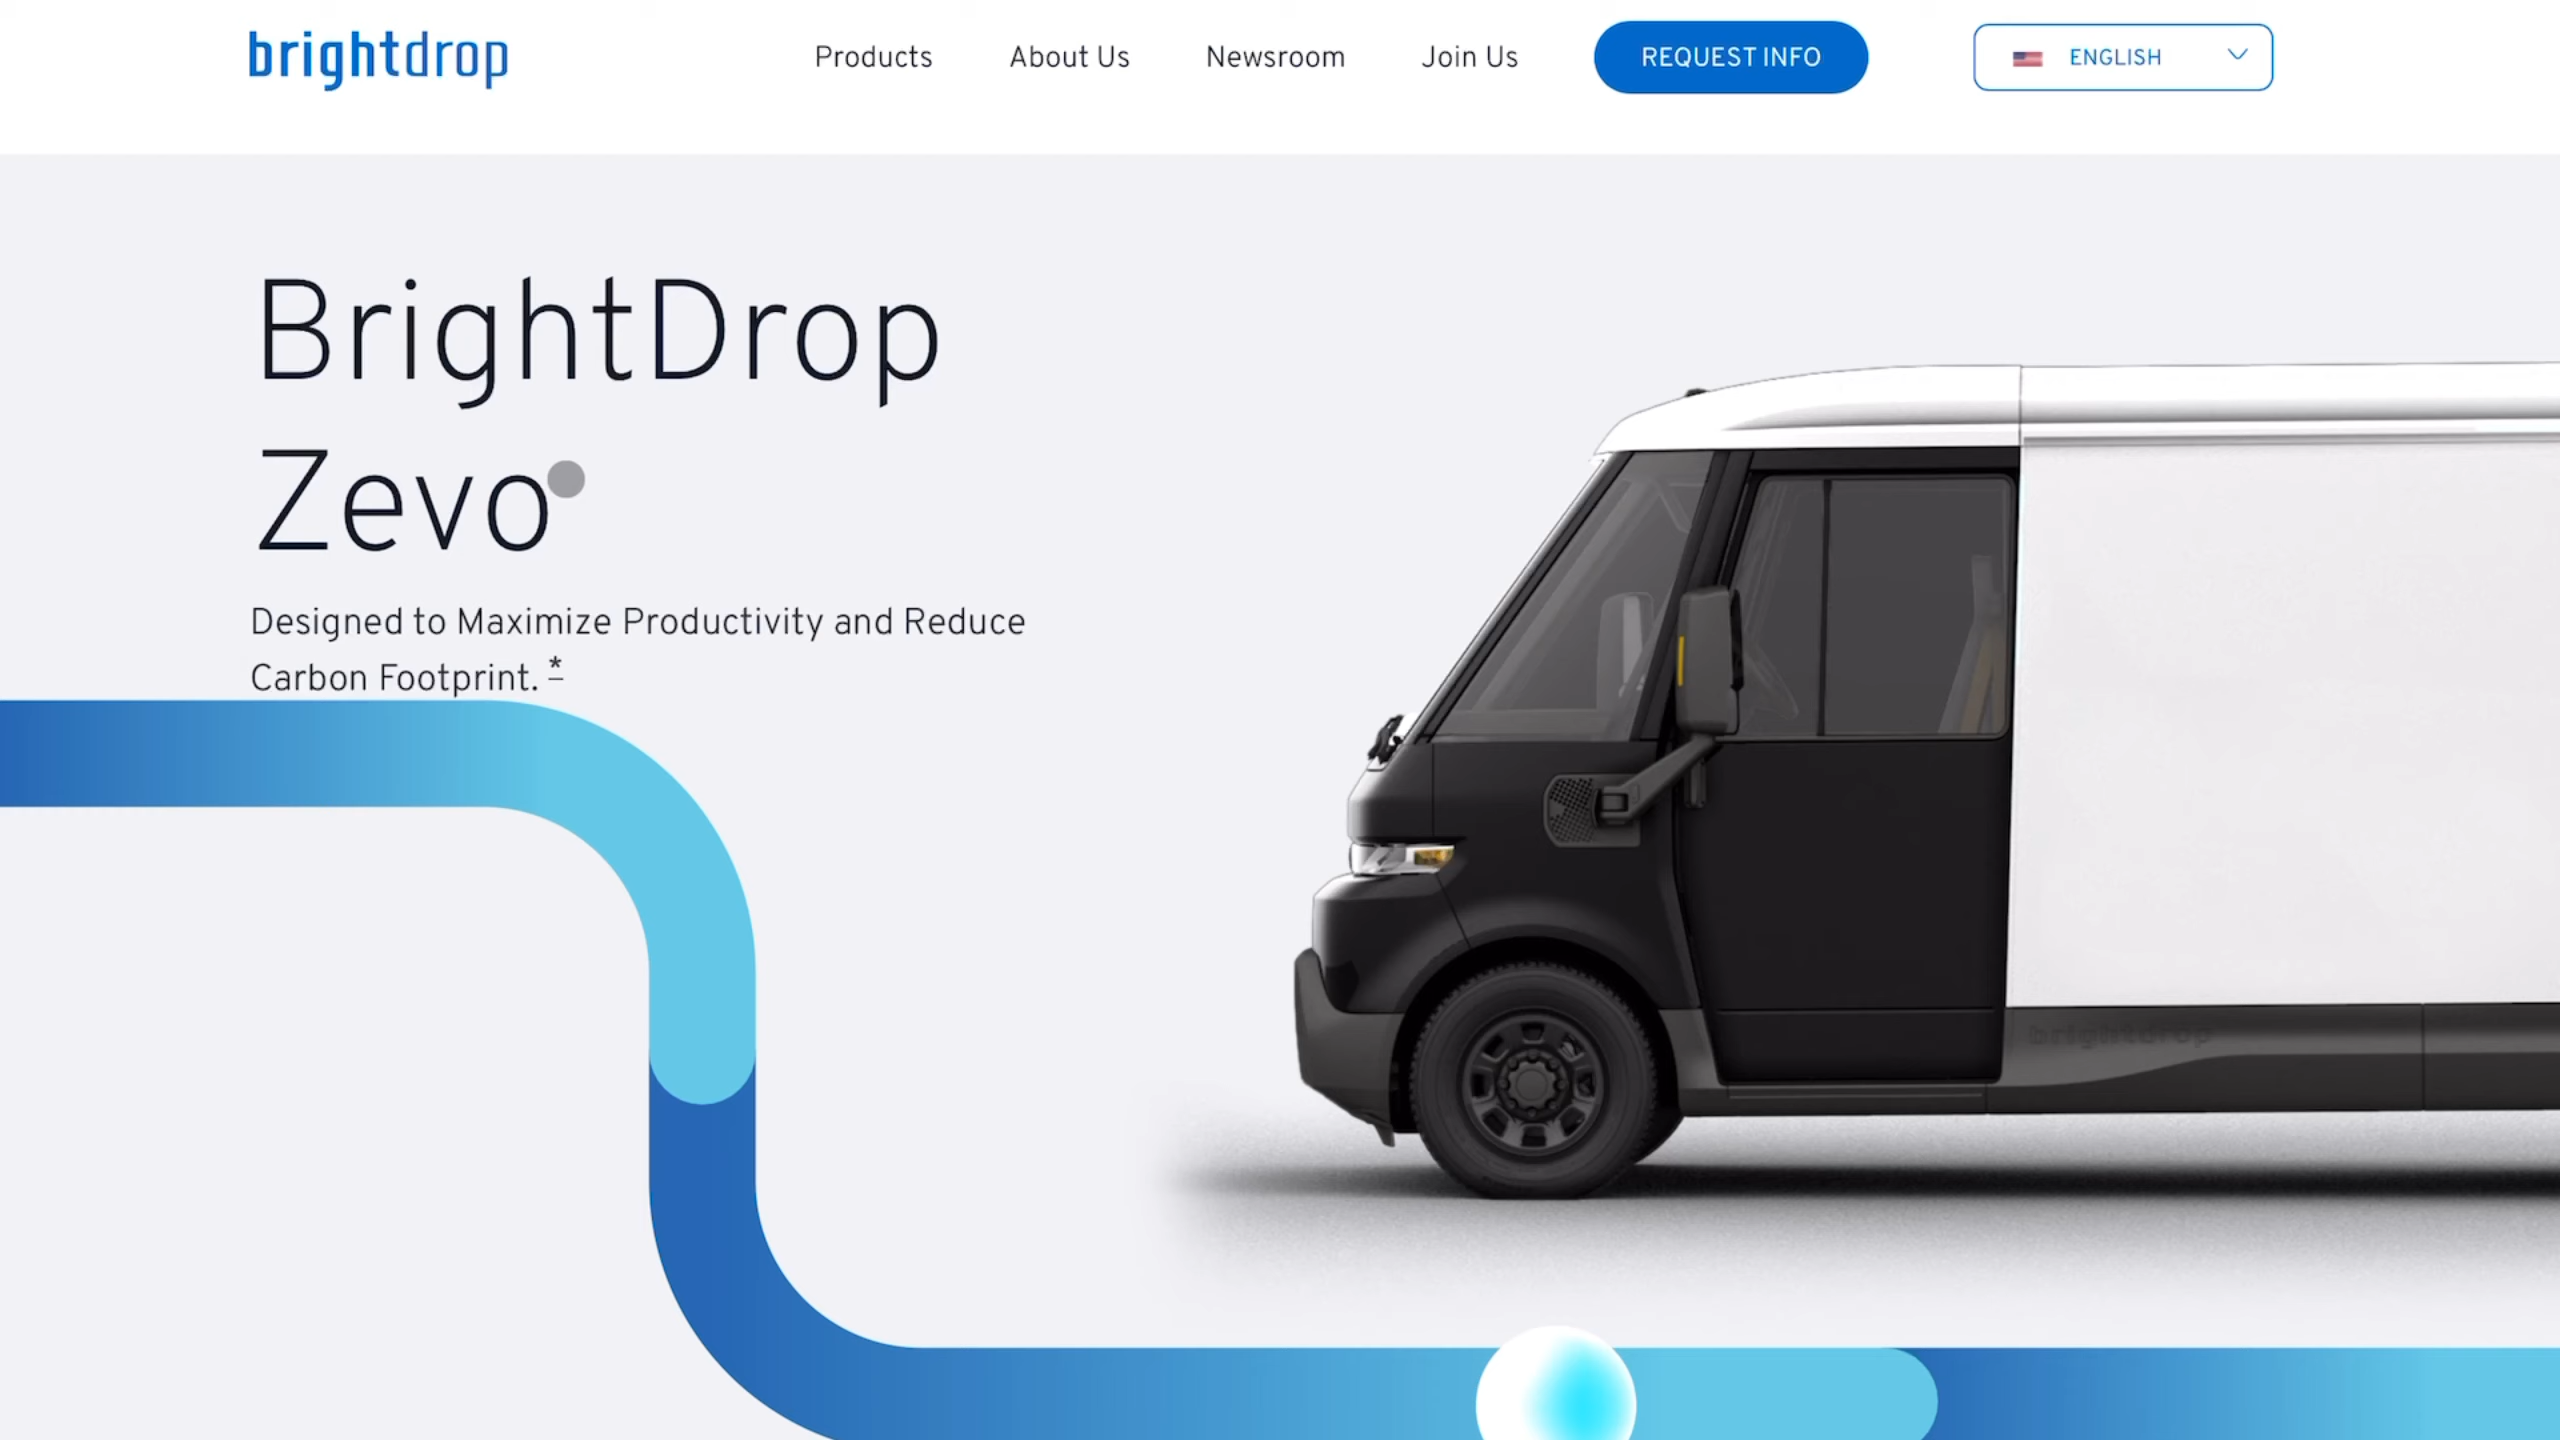 brightdrop
Products
About Us
Newsroom
Join Us
REQUEST INFO
ENGLISH
BrightDrop
Zevo
Designed to Maximize Productivity and Reduce
Carbon Footprint. *
brightdrop